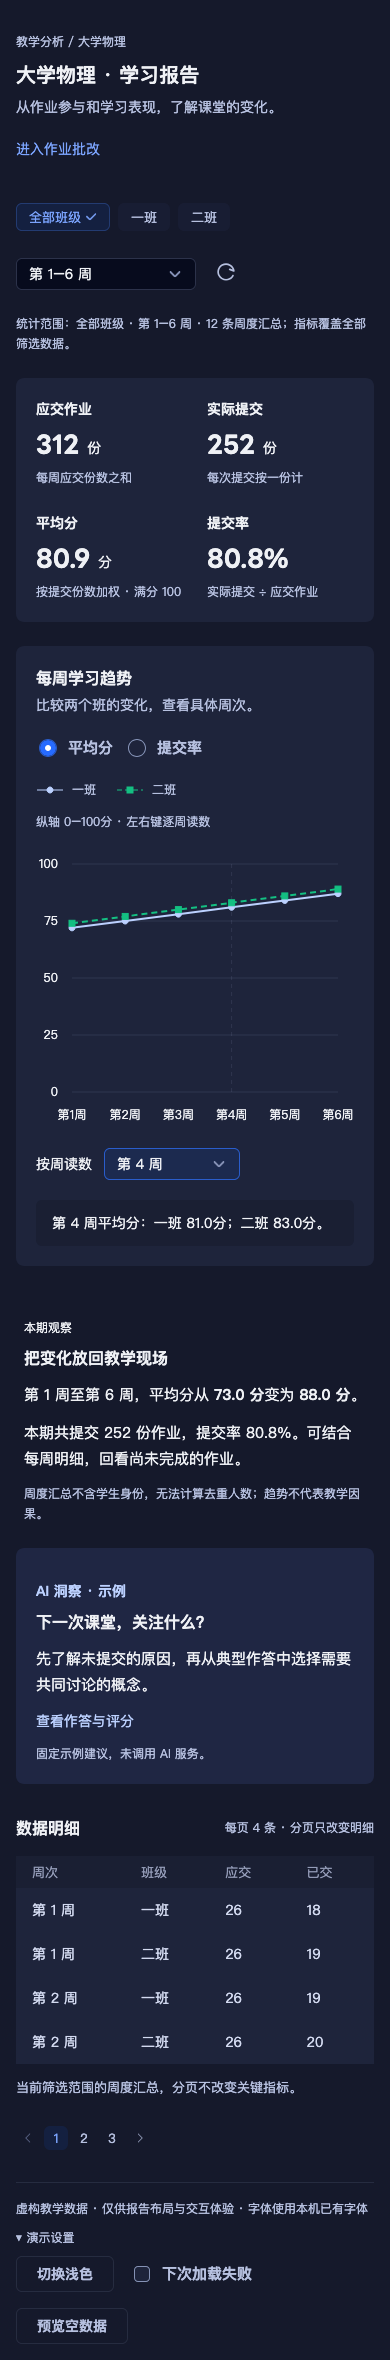 教学分析 / 大学物理
大学物理 · 学习报告
从作业参与和学习表现，了解课堂的变化。
进入作业批改
全部班级 一班 二班
第 1—6 周
统计范围：全部班级 · 第 1—6 周 · 12 条周度汇总；指标覆盖全部
筛选数据。
应交作业 实际提交
312 份 252 份
每周应交份数之和 每次提交按一份计
平均分 提交率
80.9 分 80.8%
按提交份数加权 · 满分 100 实际提交 ÷ 应交作业
每周学习趋势
比较两个班的变化，查看具体周次。
平均分 提交率
一班 二班
纵轴 0—100分 · 左右键逐周读数
100
75
50
25
0
第1周 第2周 第3周 第4周 第5周 第6周
按周读数 第 4 周
第 4 周平均分：一班 81.0分；二班 83.0分。
本期观察
把变化放回教学现场
第 1 周至第 6 周，平均分从 73.0 分变为 88.0 分。
本期共提交 252 份作业，提交率 80.8%。可结合
每周明细，回看尚未完成的作业。
周度汇总不含学生身份，无法计算去重人数；趋势不代表教学因
果。
AI 洞察 · 示例
下一次课堂，关注什么？
先了解未提交的原因，再从典型作答中选择需要
共同讨论的概念。
查看作答与评分
固定示例建议，未调用 AI 服务。
数据明细 每页 4 条 · 分页只改变明细
周次 班级 应交 已交
第 1 周 一班 26 18
第 1 周 二班 26 19
第 2 周 一班 26 19
第 2 周 二班 26 20
当前筛选范围的周度汇总，分页不改变关键指标。
1 2 3
虚构教学数据 · 仅供报告布局与交互体验 · 字体使用本机已有字体
▾ 演示设置
切换浅色 下次加载失败
预览空数据